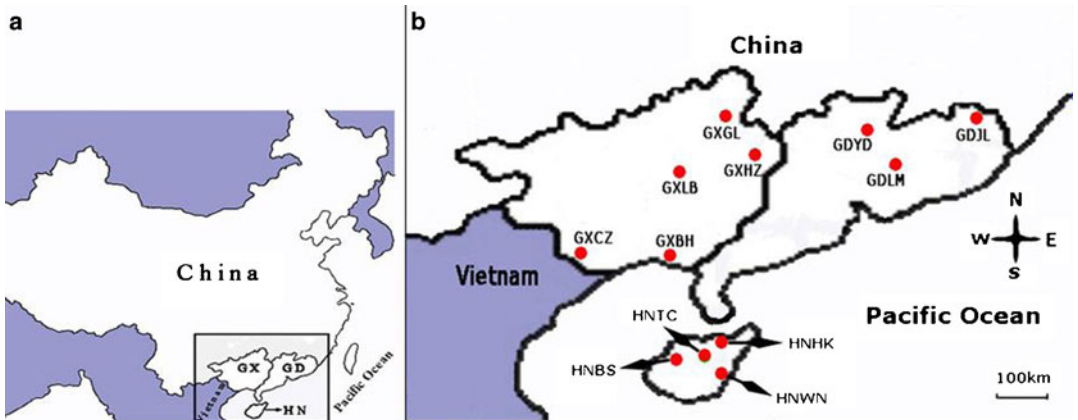 a
China
GX
GD
HN
Vietnam
Pacific Ocean
b
China
GXGL
GDYD
GDJL
GXHZ
GDLM
GXLB
GXCZ
GXBH
Vietnam
N
W
E
S
Pacific Ocean
HNTC
HNHK
HNBS
HNWN
100km